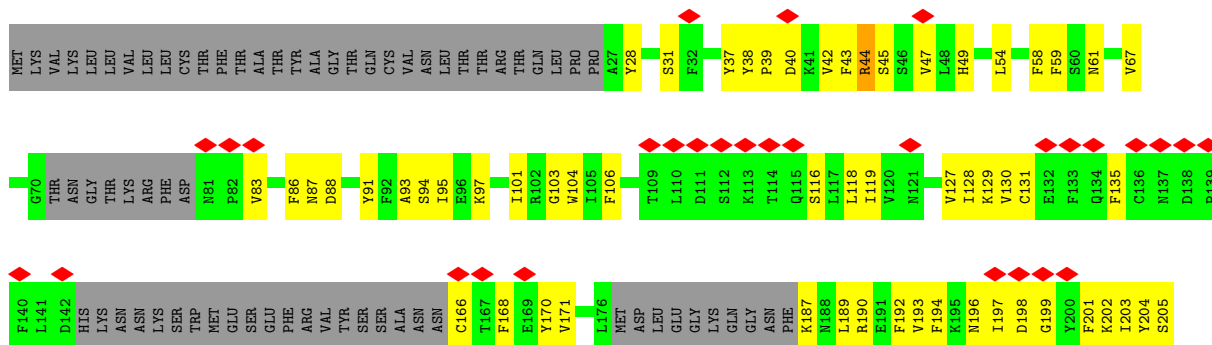 MET LYS VAL LYS LEU LEU VAL LEU LEU CYS THR PHE THR ALA THR TYR ALA GLY THR GLN CYS VAL ASN LEU THR THR ARG THR GLN LEU PRO PRO A27 Y28 S31 F32 Y37 Y38 P39 D40 K41 V42 F43 R44 S45 S46 V47 L48 H49 L54 F58 F59 S60 N61 V67
G70 THR ASN GLY THR LYS ARG PHE ASP N81 P82 V83 F86 N87 D88 Y91 F92 A93 S94 I95 E96 K97 I101 R102 G103 W104 I105 F106 T109 L110 D111 S112 K113 T114 Q115 S116 L117 L118 I119 V120 N121 V127 I128 K129 V130 C131 E132 F133 Q134 F135 C136 N137 D138 P139
F140 L141 D142 HIS LYS ASN ASN LYS SER TRP MET GLU SER GLU PHE ARG VAL TYR SER SER ALA ASN ASN C166 T167 F168 E169 Y170 V171 L176 MET ASP LEU GLU GLY LYS GLN GLY ASN PHE K187 N188 L189 R190 E191 F192 V193 F194 K195 N196 I197 D198 G199 Y200 F201 K202 I203 Y204 S205